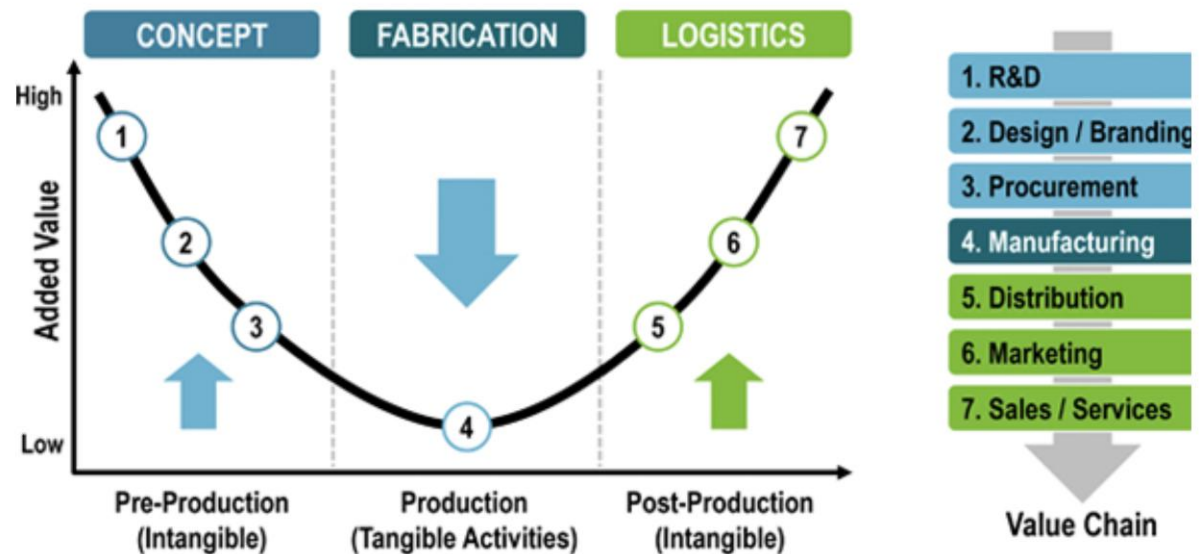 CONCEPT
FABRICATION
LOGISTICS
High
Added Value
Low
1
2
3
4
5
6
7
Pre-Production
(Intangible)
Production
(Tangible Activities)
Post-Production
(Intangible)
1. R&D
2. Design / Branding
3. Procurement
4. Manufacturing
5. Distribution
6. Marketing
7. Sales / Services
Value Chain